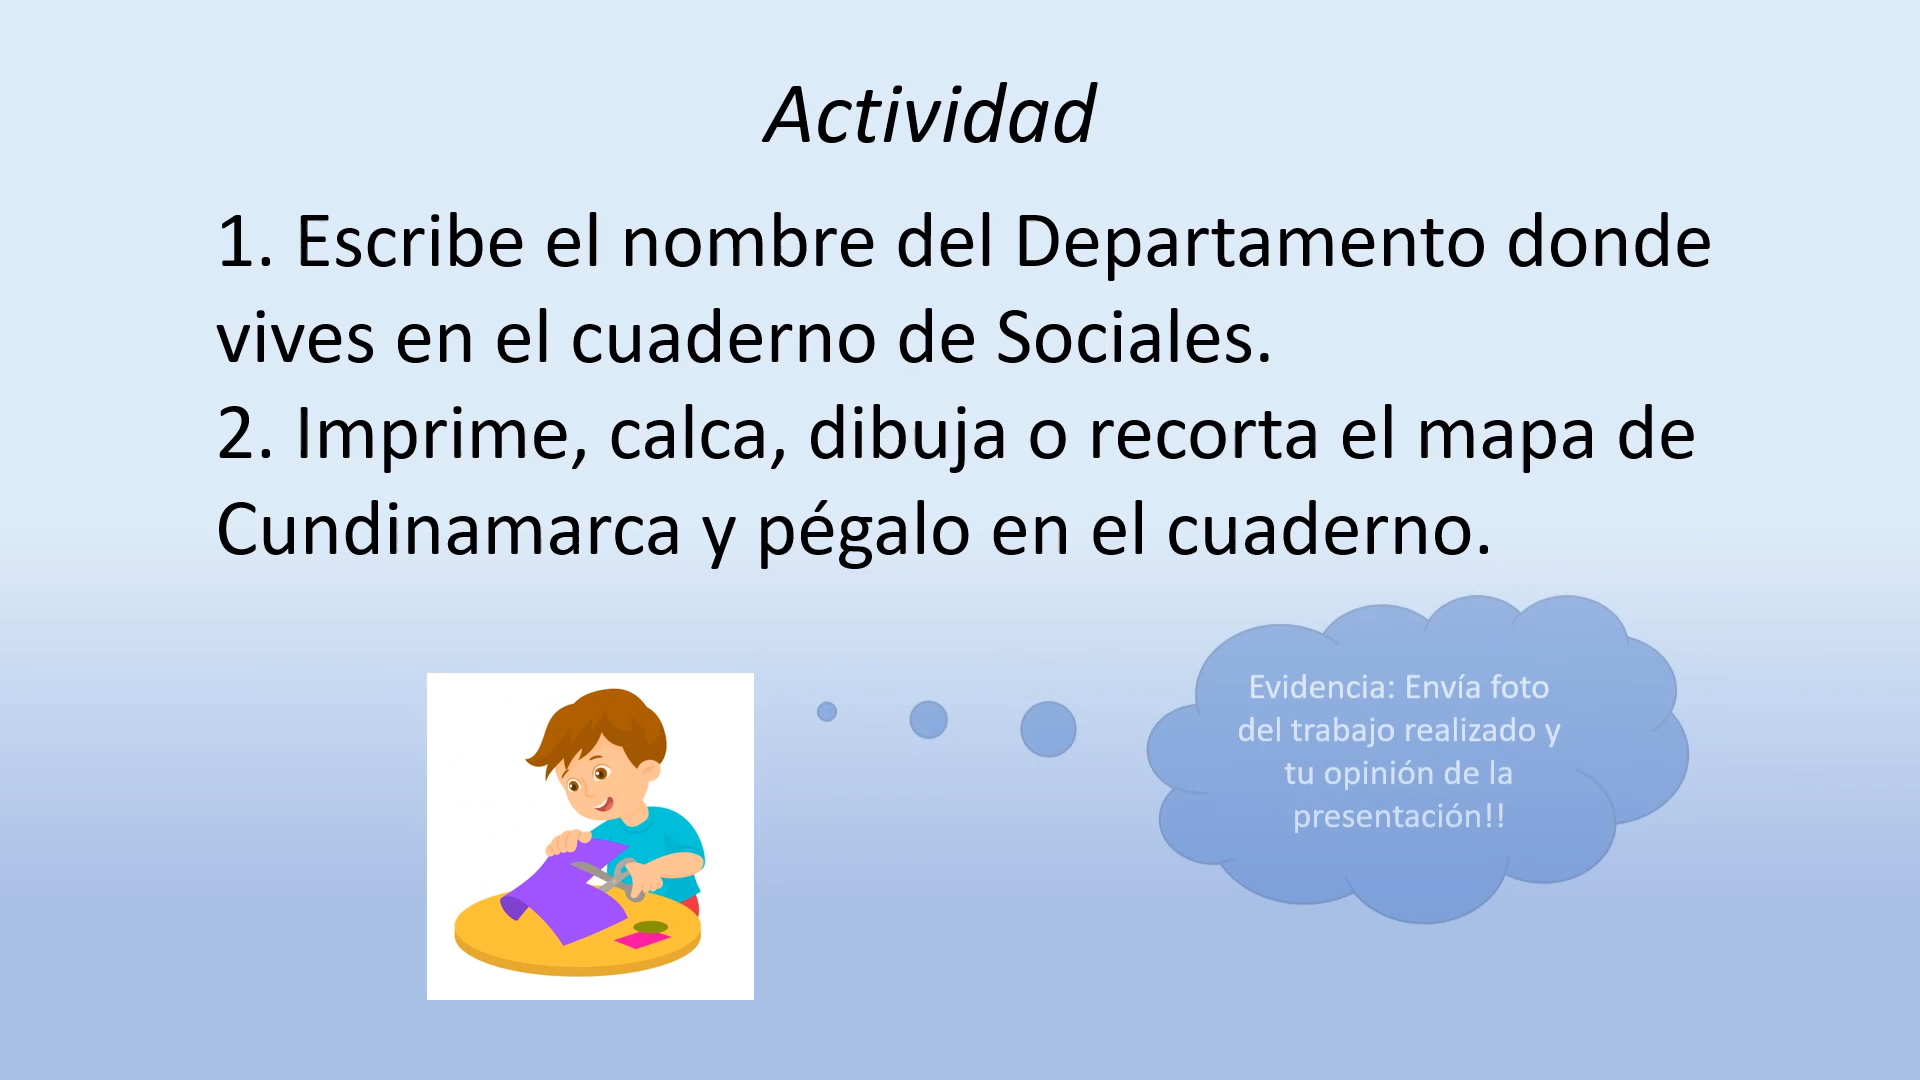 Actividad
1. Escribe el nombre del Departamento donde
vives en el cuaderno de Sociales.
2. Imprime, calca, dibuja o recorta el mapa de
Cundinamarca y pégalo en el cuaderno.
Evidencia: Envía foto
del trabajo realizado y
tu opinión de la
presentación!!